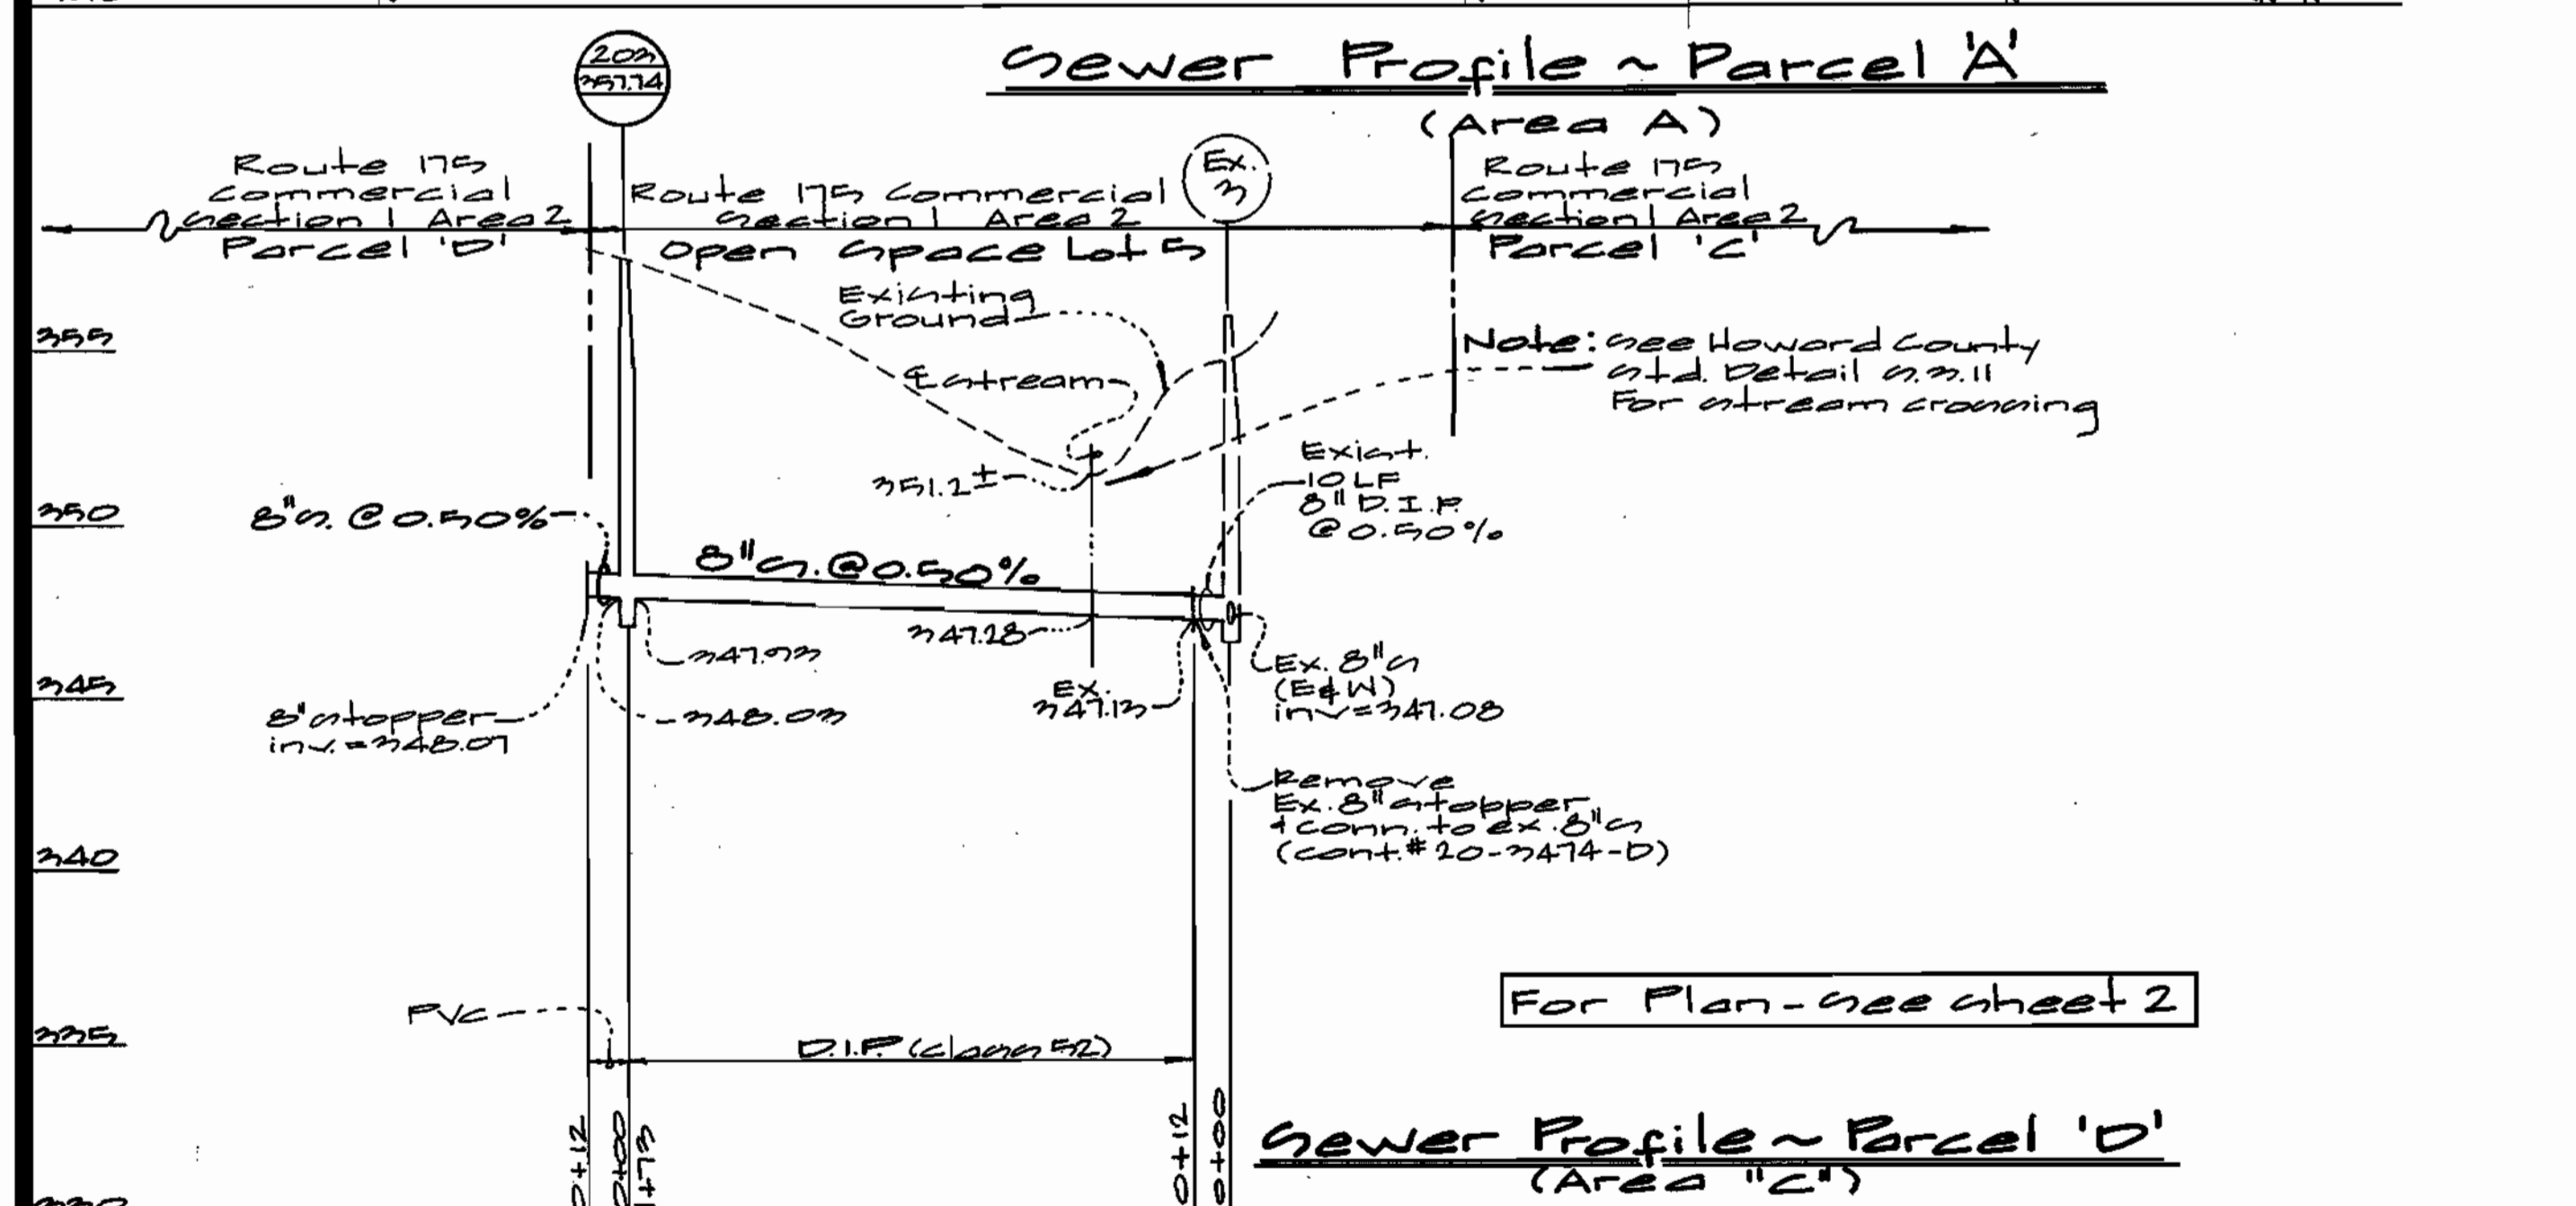 Sewer Profile ~ Parcel 'A'
(Area A)
203
357.74
Ex.
3
Route 175
Commercial
Section 1 Area 2
Parcel 'D'
Route 175 Commercial
Section 1 Area 2
Open Space Lot 5
Route 175
Commercial
Section 1 Area 2
Parcel 'C'
Existing
Ground
℄ Stream
351.2±
Note: See Howard County
Std. Detail S.3.11
For Stream Crossing
355
350
345
340
335
8"S. @ 0.50%
8"S. @ 0.50%
Exist.
10 LF
8" D.I.P.
@ 0.50%
347.28
347.93
348.03
8" Stopper
inv. = 348.07
Ex.
347.13
Ex. 8"S
(E&W)
inv = 347.08
Remove
Ex. 8" Stopper
& conn. to ex. 8"S
(Cont. # 20-3474-D)
PVC
D.I.P. (Class 52)
For Plan - See Sheet 2
0+12
2+00
1+73
0+12
0+00
Sewer Profile ~ Parcel 'D'
(Area "C")